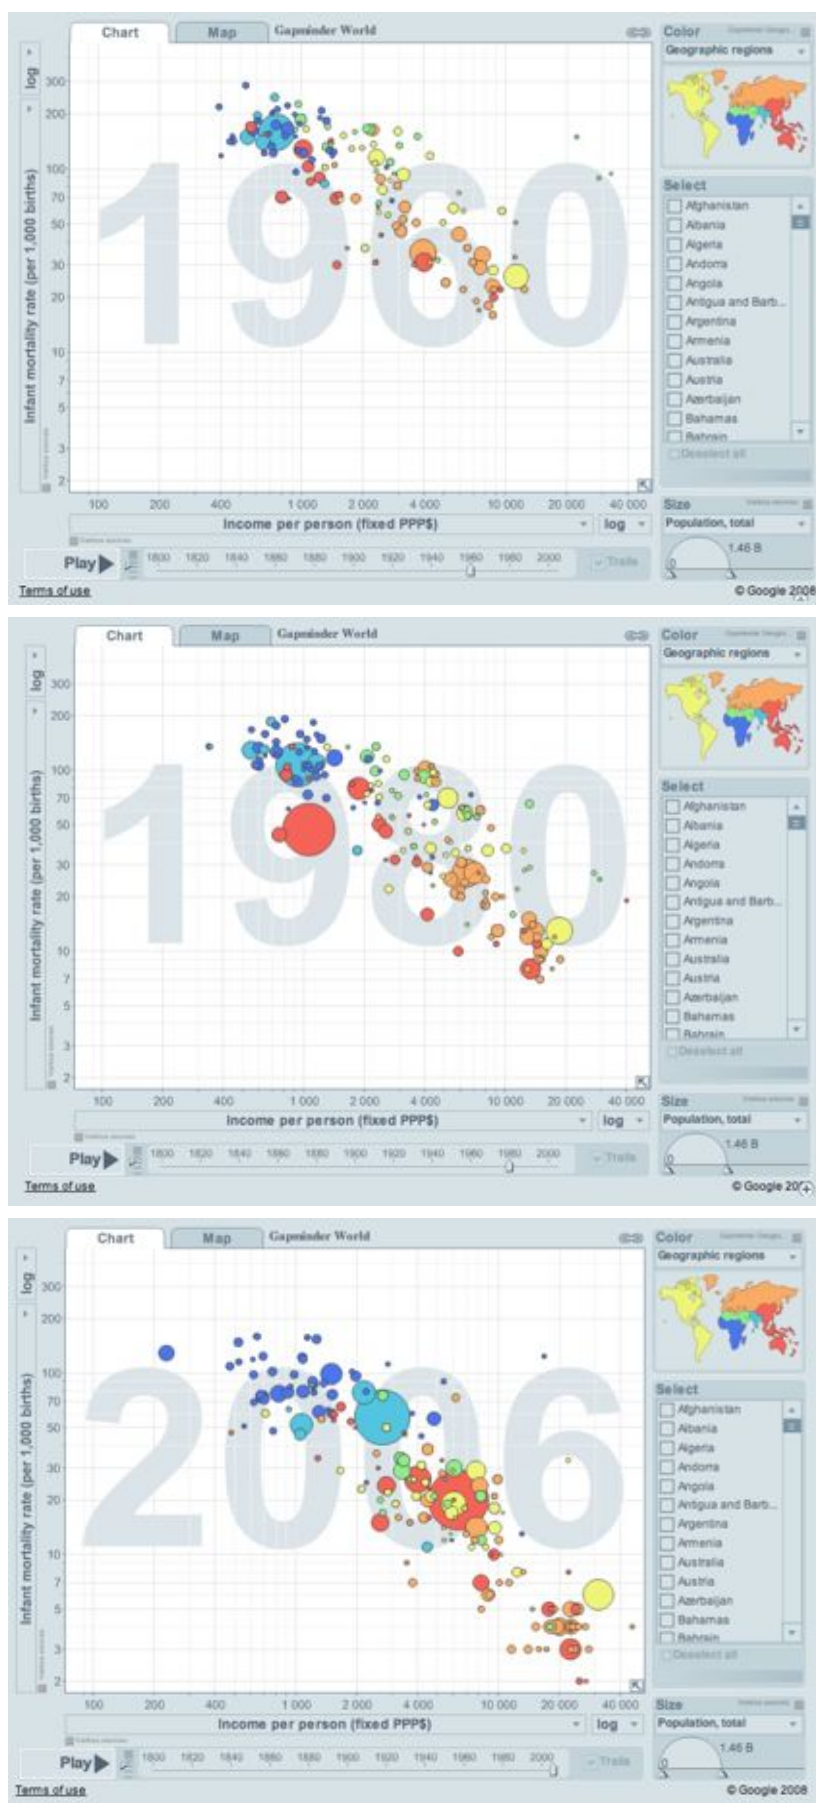 Chart Map Gapminder World
Color
Geographic regions
log
300
200
100
70
50
30
20
10
7
5
3
2
Infant mortality rate (per 1,000 births)
1960
Select
Afghanistan
Albania
Algeria
Andorra
Angola
Antigua and Barb...
Argentina
Armenia
Australia
Austria
Azerbaijan
Bahamas
Bahrain
Deselect all
100 200 400 1 000 2 000 4 000 10 000 20 000 40 000
Income per person (fixed PPP$) log
Size
Population, total
0 1.46 B
Play 1800 1820 1840 1860 1880 1900 1920 1940 1960 1980 2000 Trails
Terms of use © Google 2008
Chart Map Gapminder World
Color
Geographic regions
log
300
200
100
70
50
30
20
10
7
5
3
2
Infant mortality rate (per 1,000 births)
1980
Select
Afghanistan
Albania
Algeria
Andorra
Angola
Antigua and Barb...
Argentina
Armenia
Australia
Austria
Azerbaijan
Bahamas
Bahrain
Deselect all
100 200 400 1 000 2 000 4 000 10 000 20 000 40 000
Income per person (fixed PPP$) log
Size
Population, total
0 1.46 B
Play 1800 1820 1840 1860 1880 1900 1920 1940 1960 1980 2000 Trails
Terms of use © Google
Chart Map Gapminder World
Color
Geographic regions
log
300
200
100
70
50
30
20
10
7
5
3
2
Infant mortality rate (per 1,000 births)
2006
Select
Afghanistan
Albania
Algeria
Andorra
Angola
Antigua and Barb...
Argentina
Armenia
Australia
Austria
Azerbaijan
Bahamas
Bahrain
Deselect all
100 200 400 1 000 2 000 4 000 10 000 20 000 40 000
Income per person (fixed PPP$) log
Size
Population, total
0 1.46 B
Play 1800 1820 1840 1860 1880 1900 1920 1940 1960 1980 2000 Trails
Terms of use © Google 2008